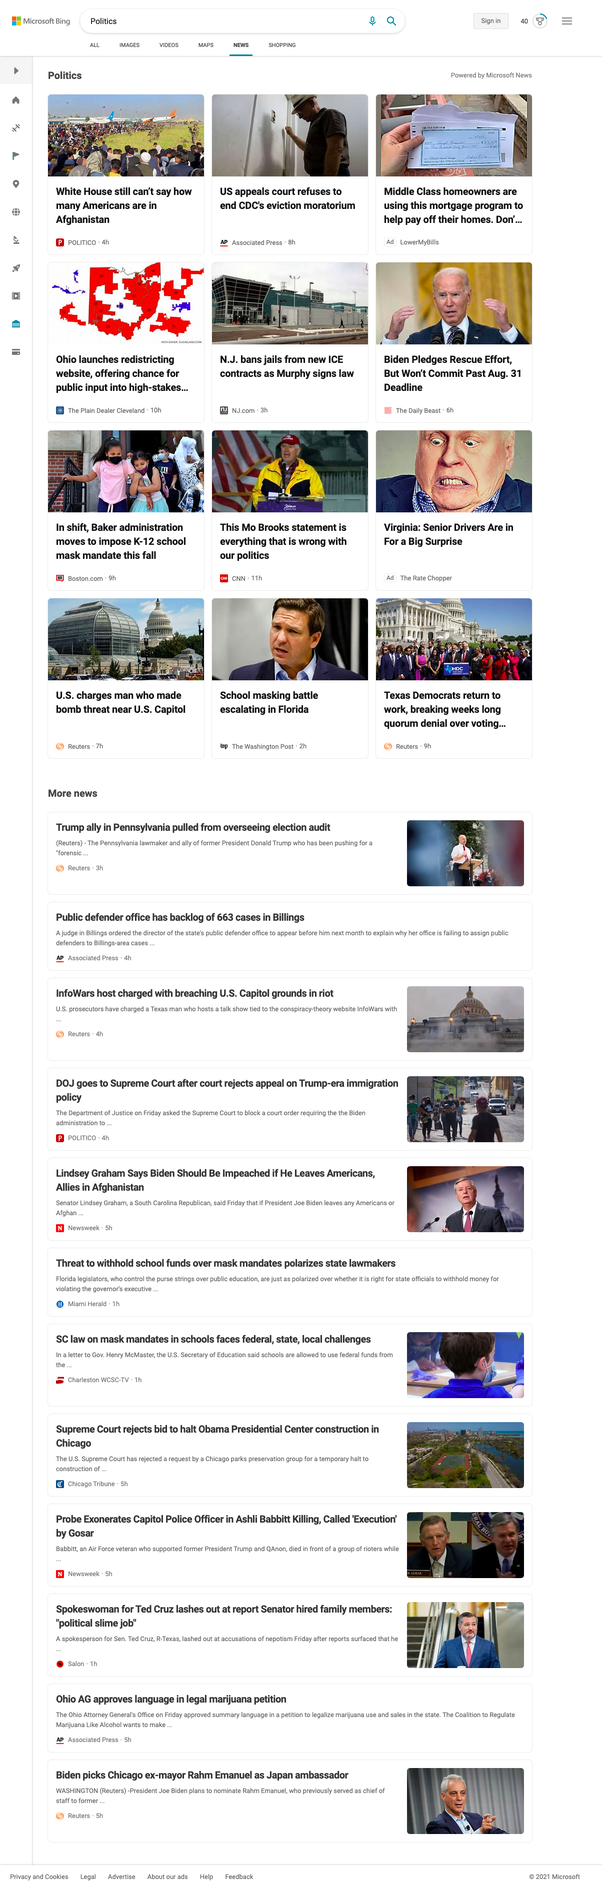 Microsoft Bing
Politics
Sign in
40
ALL IMAGES VIDEOS MAPS NEWS SHOPPING
Politics
Powered by Microsoft News
White House still can't say how
many Americans are in
Afghanistan
POLITICO · 4h
US appeals court refuses to
end CDC's eviction moratorium
AP Associated Press · 8h
Middle Class homeowners are
using this mortgage program to
help pay off their homes. Don'...
Ad LowerMyBills
Ohio launches redistricting
website, offering chance for
public input into high-stakes...
The Plain Dealer Cleveland · 10h
N.J. bans jails from new ICE
contracts as Murphy signs law
NJ.com · 3h
Biden Pledges Rescue Effort,
But Won't Commit Past Aug. 31
Deadline
The Daily Beast · 6h
In shift, Baker administration
moves to impose K-12 school
mask mandate this fall
Boston.com · 9h
This Mo Brooks statement is
everything that is wrong with
our politics
CNN · 11h
Virginia: Senior Drivers Are in
For a Big Surprise
Ad The Rate Chopper
U.S. charges man who made
bomb threat near U.S. Capitol
Reuters · 7h
School masking battle
escalating in Florida
wp The Washington Post · 2h
Texas Democrats return to
work, breaking weeks long
quorum denial over voting...
Reuters · 9h
More news
Trump ally in Pennsylvania pulled from overseeing election audit
(Reuters) - The Pennsylvania lawmaker and ally of former President Donald Trump who has been pushing for a
"forensic ...
Reuters · 3h
Public defender office has backlog of 663 cases in Billings
A judge in Billings ordered the director of the state's public defender office to appear before him next month to explain why her office is failing to assign public
defenders to Billings-area cases ...
AP Associated Press · 4h
InfoWars host charged with breaching U.S. Capitol grounds in riot
U.S. prosecutors have charged a Texas man who hosts a talk show tied to the conspiracy-theory website InfoWars with
...
Reuters · 4h
DOJ goes to Supreme Court after court rejects appeal on Trump-era immigration
policy
The Department of Justice on Friday asked the Supreme Court to block a court order requiring the the Biden
administration to ...
POLITICO · 4h
Lindsey Graham Says Biden Should Be Impeached if He Leaves Americans,
Allies in Afghanistan
Senator Lindsey Graham, a South Carolina Republican, said Friday that if President Joe Biden leaves any Americans or
Afghan ...
N Newsweek · 5h
Threat to withhold school funds over mask mandates polarizes state lawmakers
Florida legislators, who control the purse strings over public education, are just as polarized over whether it is right for state officials to withhold money for
violating the governor's executive ...
Miami Herald · 1h
SC law on mask mandates in schools faces federal, state, local challenges
In a letter to Gov. Henry McMaster, the U.S. Secretary of Education said schools are allowed to use federal funds from
the ...
Charleston WCSC-TV · 1h
Supreme Court rejects bid to halt Obama Presidential Center construction in
Chicago
The U.S. Supreme Court has rejected a request by a Chicago parks preservation group for a temporary halt to
construction of ...
Chicago Tribune · 5h
Probe Exonerates Capitol Police Officer in Ashli Babbitt Killing, Called 'Execution'
by Gosar
Babbitt, an Air Force veteran who supported former President Trump and QAnon, died in front of a group of rioters while
...
N Newsweek · 5h
Spokeswoman for Ted Cruz lashes out at report Senator hired family members:
"political slime job"
A spokesperson for Sen. Ted Cruz, R-Texas, lashed out at accusations of nepotism Friday after reports surfaced that he
...
Salon · 1h
Ohio AG approves language in legal marijuana petition
The Ohio Attorney General's Office on Friday approved summary language in a petition to legalize marijuana use and sales in the state. The Coalition to Regulate
Marijuana Like Alcohol wants to make ...
AP Associated Press · 5h
Biden picks Chicago ex-mayor Rahm Emanuel as Japan ambassador
WASHINGTON (Reuters) -President Joe Biden plans to nominate Rahm Emanuel, who previously served as chief of
staff to former ...
Reuters · 5h
Privacy and Cookies Legal Advertise About our ads Help Feedback
© 2021 Microsoft